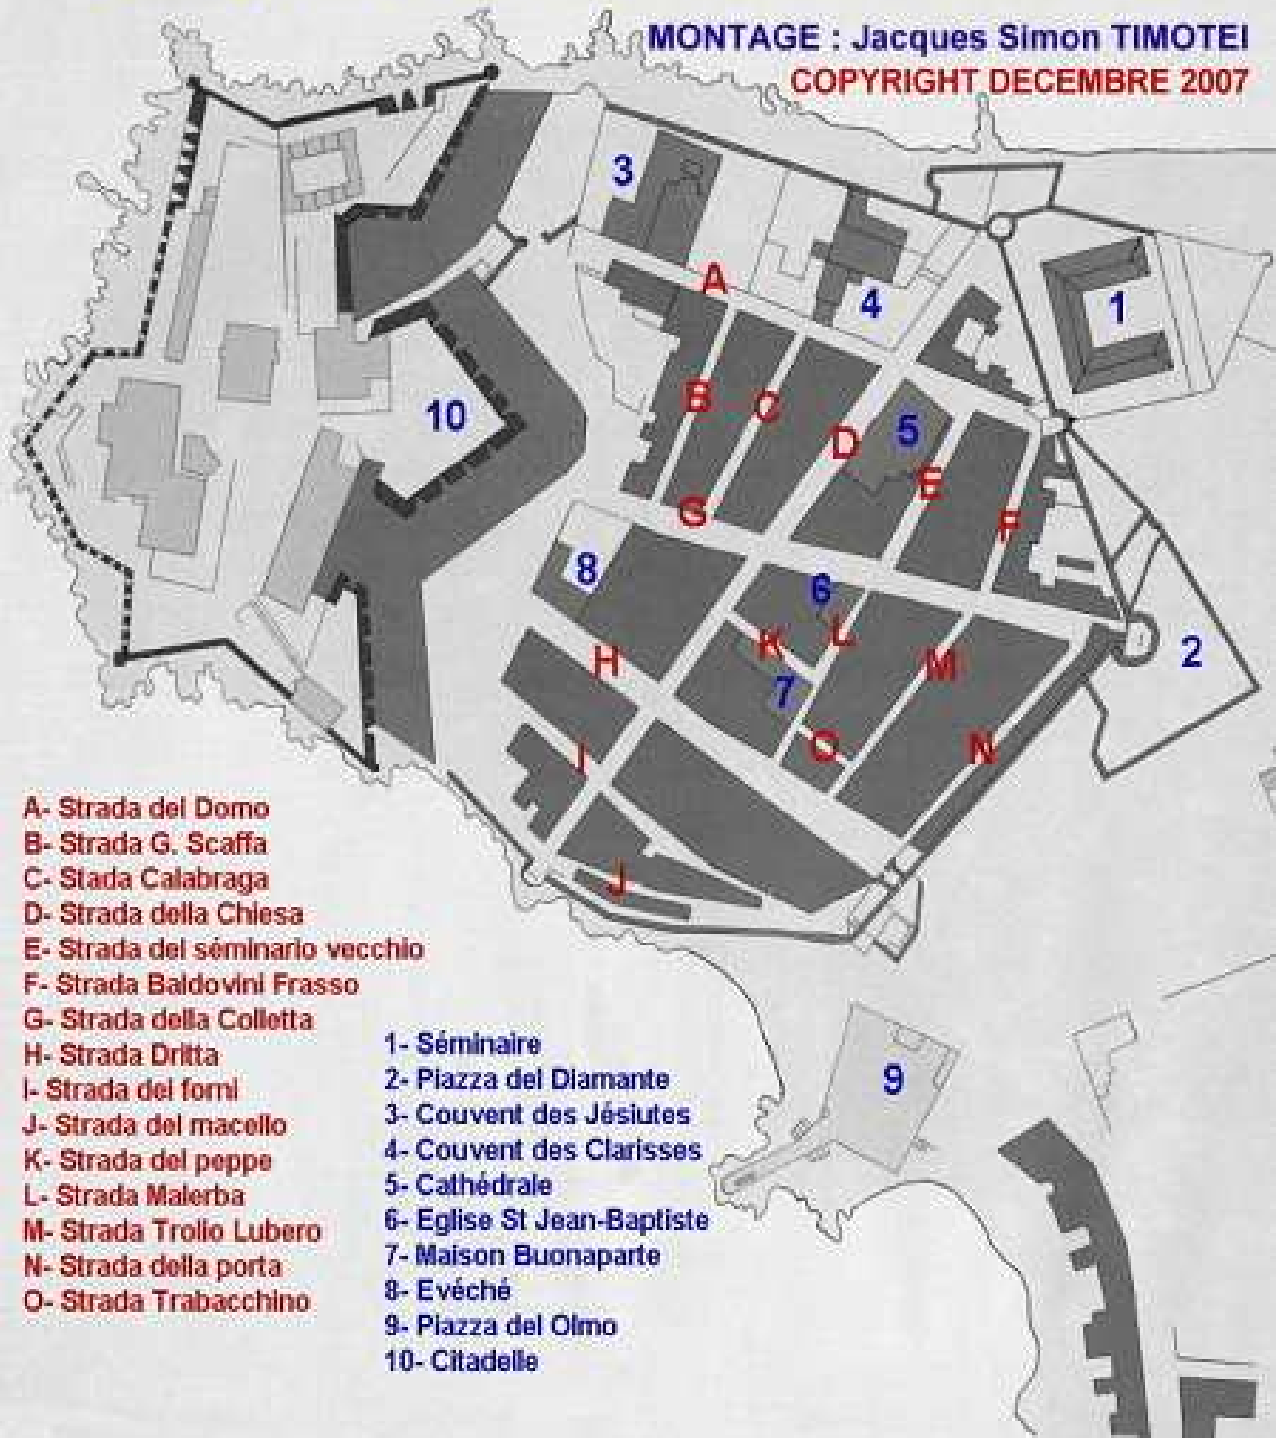 MONTAGE : Jacques Simon TIMOTEI
COPYRIGHT DECEMBRE 2007
3
A
4
1
10
B
C
5
D
E
G
F
8
6
K
L
2
H
M
7
I
O
N
J
9
A- Strada del Domo
B- Strada G. Scaffa
C- Stada Calabraga
D- Strada della Chiesa
E- Strada del séminario vecchio
F- Strada Baldovini Frasso
G- Strada della Colletta
H- Strada Dritta
I- Strada dei forni
J- Strada del macello
K- Strada del peppe
L- Strada Malerba
M- Strada Trolio Lubero
N- Strada della porta
O- Strada Trabacchino
1- Séminaire
2- Piazza del Diamante
3- Couvent des Jésiutes
4- Couvent des Clarisses
5- Cathédrale
6- Eglise St Jean-Baptiste
7- Maison Buonaparte
8- Evéché
9- Piazza del Olmo
10- Citadelle